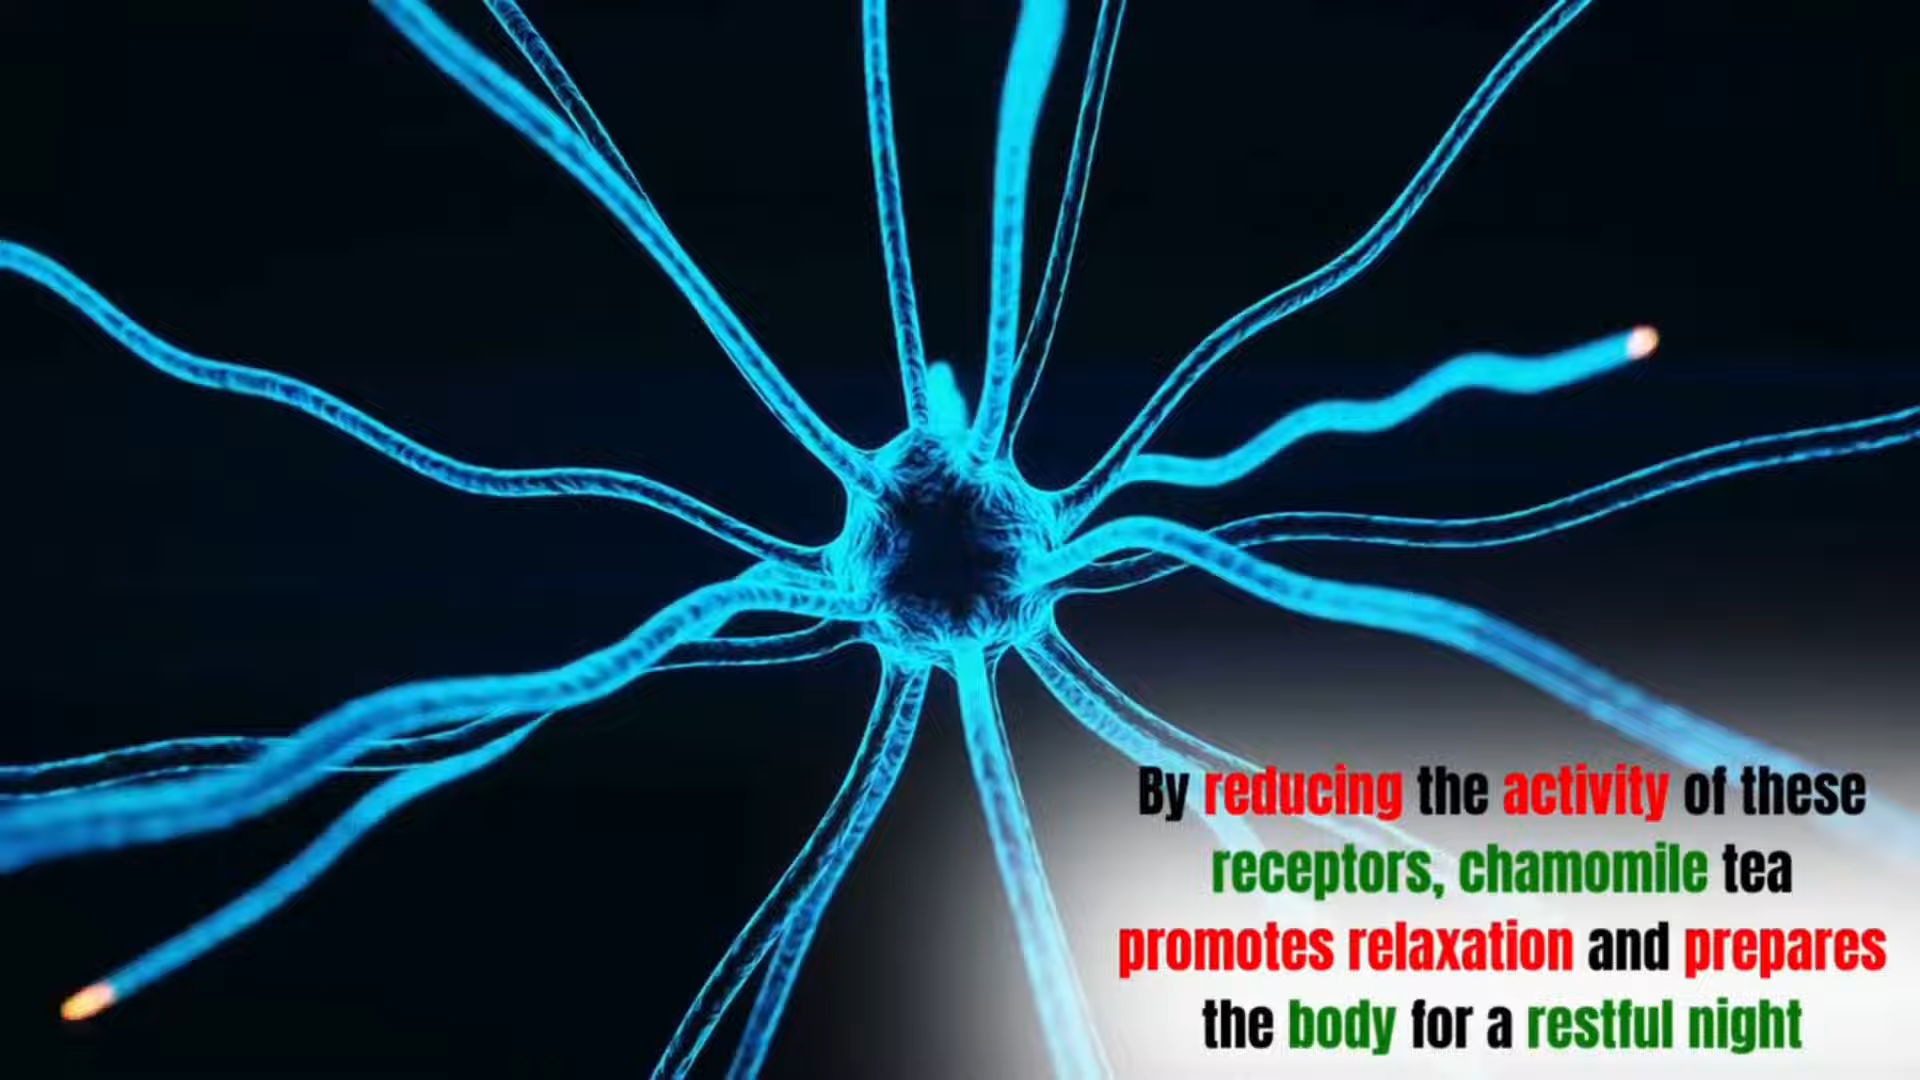 By reducing the activity of these
receptors, chamomile tea
promotes relaxation and prepares
the body for a restful night